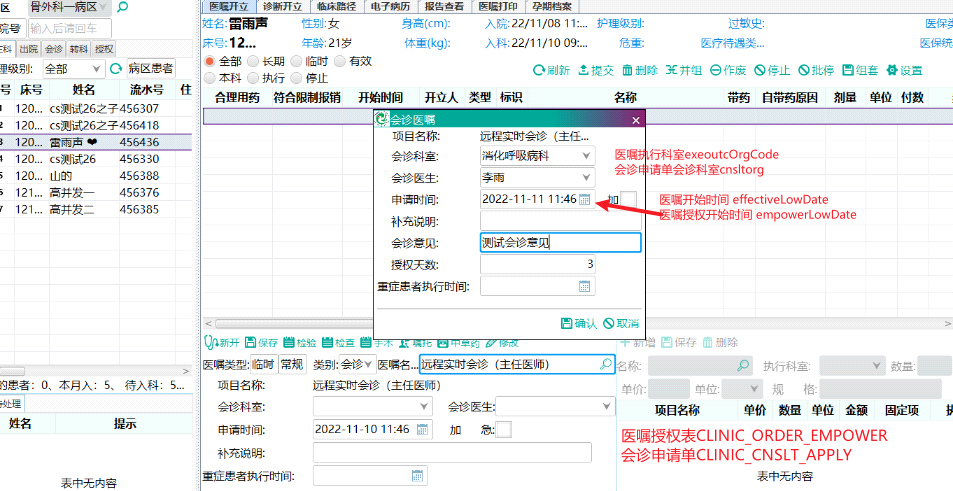 区 骨外科一病区
院号 输入后请回车
在科 出院 会诊 转科 授权
理级别: 全部 病区患者
号 床号 姓名 流水号 住
120... cs测试26之子 456307
120... cs测试26之子 456418
3 120... 雷雨声 ❤ 456436
120... cs测试26 456330
120... 山的 456388
121... 高井发一 456376
7 121... 高井发二 456385
的患者: 0、本月入: 5、待入科: 5...
待处理
姓名 提示
表中无内容
医嘱开立 诊断开立 临床路径 电子病历 报告查看 医嘱打印 孕期档案
姓名: 雷雨声 性别: 女 身高(cm): 入院: 22/11/08 11:... 护理级别: 过敏史: 医保类
床号: 12... 年龄: 21岁 体重(kg): 入科: 22/11/10 09:... 危重: 医疗待遇类... 医保统
全部 长期 临时 有效
本科 执行 停止
刷新 提交 删除 并组 作废 停止 批停 组套 设置
合理用药 符合限制报销 开始时间 开立人 类型 标识 名称 带药 自带药原因 剂量 单位 付数
会诊医嘱
项目名称: 远程实时会诊（主任...
会诊科室: 消化呼吸病科
会诊医生: 李雨
申请时间: 2022-11-11 11:46 加
补充说明:
会诊意见: 测试会诊意见
授权天数: 3
重症患者执行时间:
确认 取消
医嘱执行科室exeoutcOrgCode
会诊申请单会诊科室cnsltorg
医嘱开始时间 effectiveLowDate
医嘱授权开始时间 empowerLowDate
新开 保存 检验 检查 手术 嘱托 中草药 修改
医嘱类型: 临时 常规 类别: 会诊 医嘱名... 远程实时会诊（主任医师）
项目名称: 远程实时会诊（主任医师）
会诊科室: 会诊医生:
申请时间: 2022-11-10 11:46 加 急:
补充说明:
重症患者执行时间:
新增 保存 删除
名称: 执行科室: 数量:
单价: 单位: 规 格:
项目名称 单价 数量 单位 金额 固定项 执
医嘱授权表CLINIC_ORDER_EMPOWER
会诊申请单CLINIC_CNSLT_APPLY
表中无内容